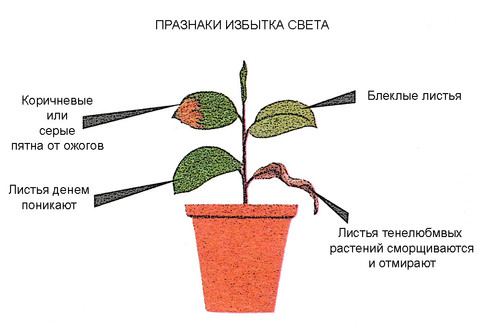 ПРАЗНАКИ ИЗБЫТКА СВЕТА
Коричневые
или
серые
пятна от ожогов
Блеклые листья
Листья денем
поникают
Листья тенелюбмвых
растений сморщиваются
и отмирают